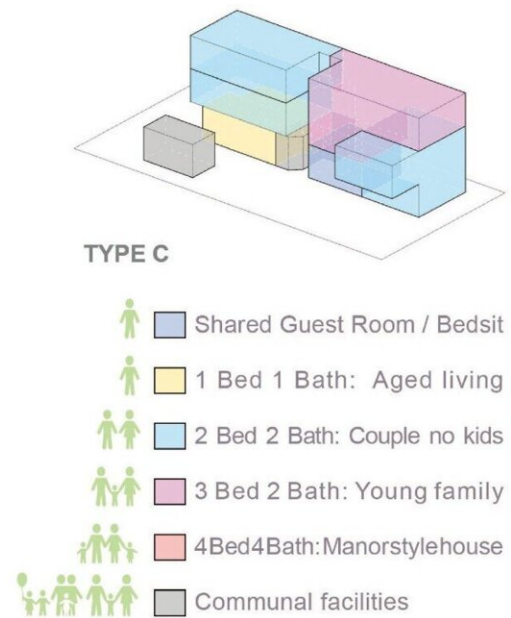 TYPE C
Shared Guest Room / Bedsit
1 Bed 1 Bath: Aged living
2 Bed 2 Bath: Couple no kids
3 Bed 2 Bath: Young family
4Bed4Bath:Manorstylehouse
Communal facilities